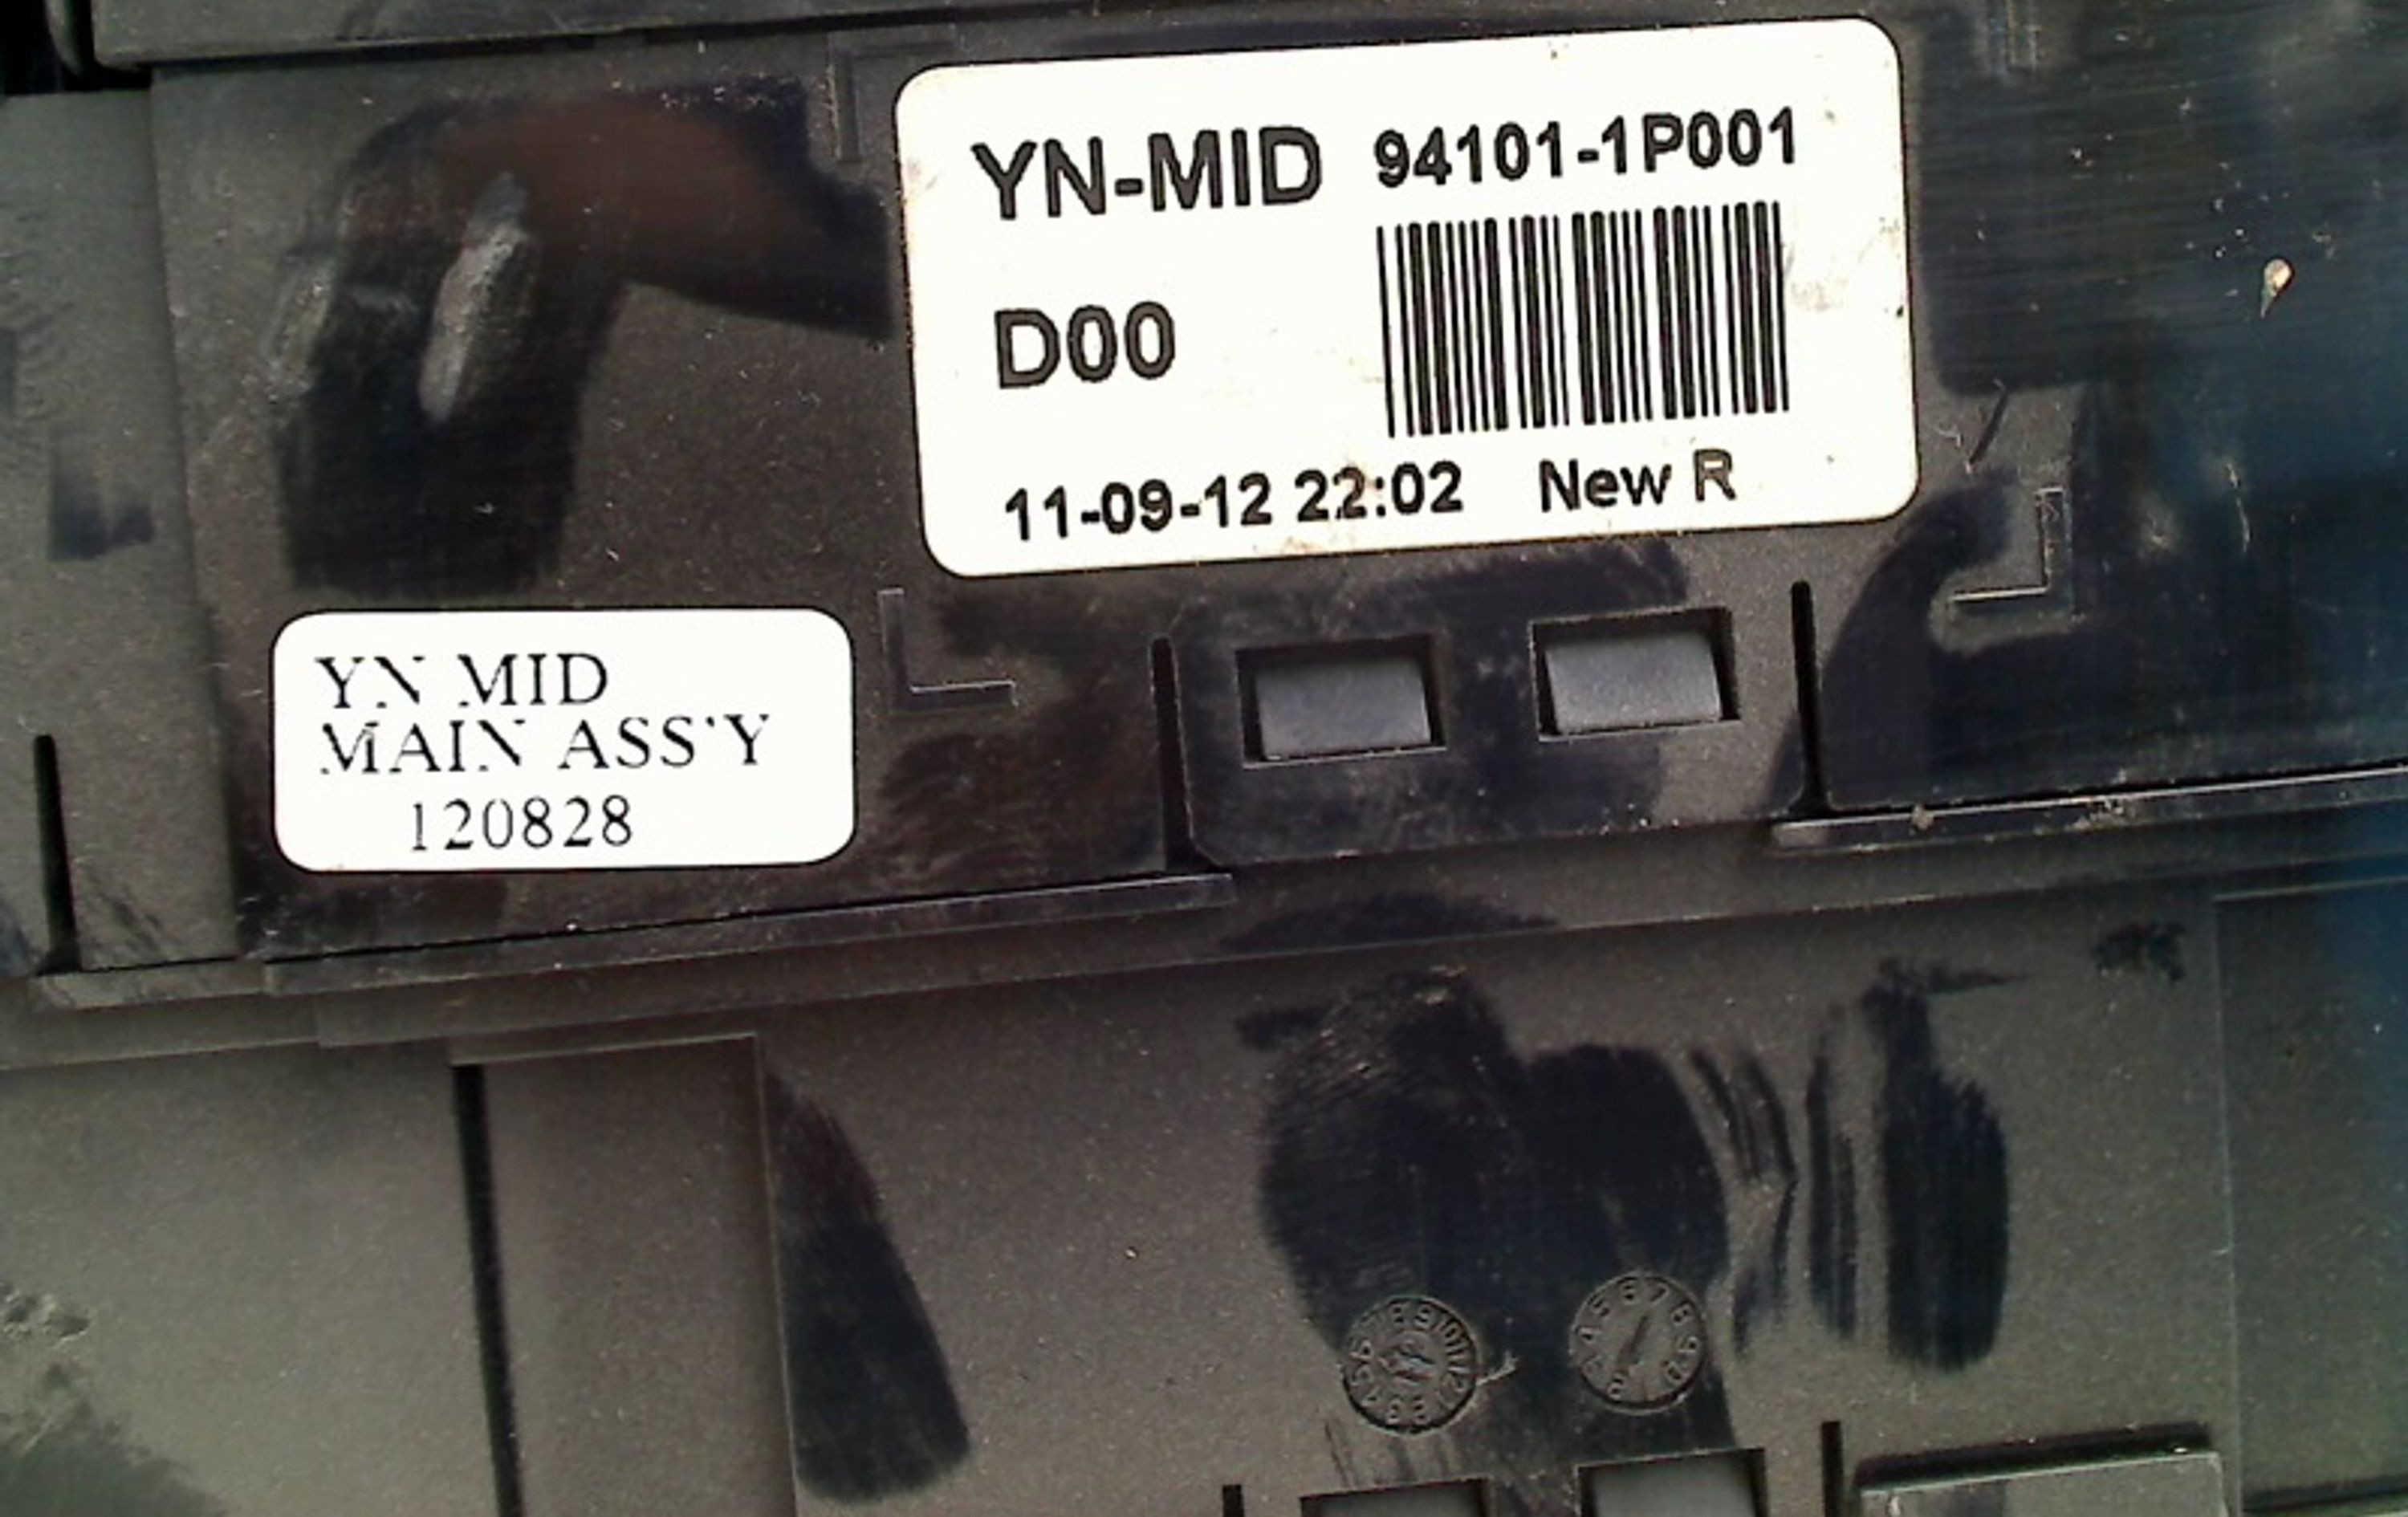 YN-MID 94101-1P001
D00
11-09-12 22:02 New R
YN MID
MAIN ASS'Y
120828